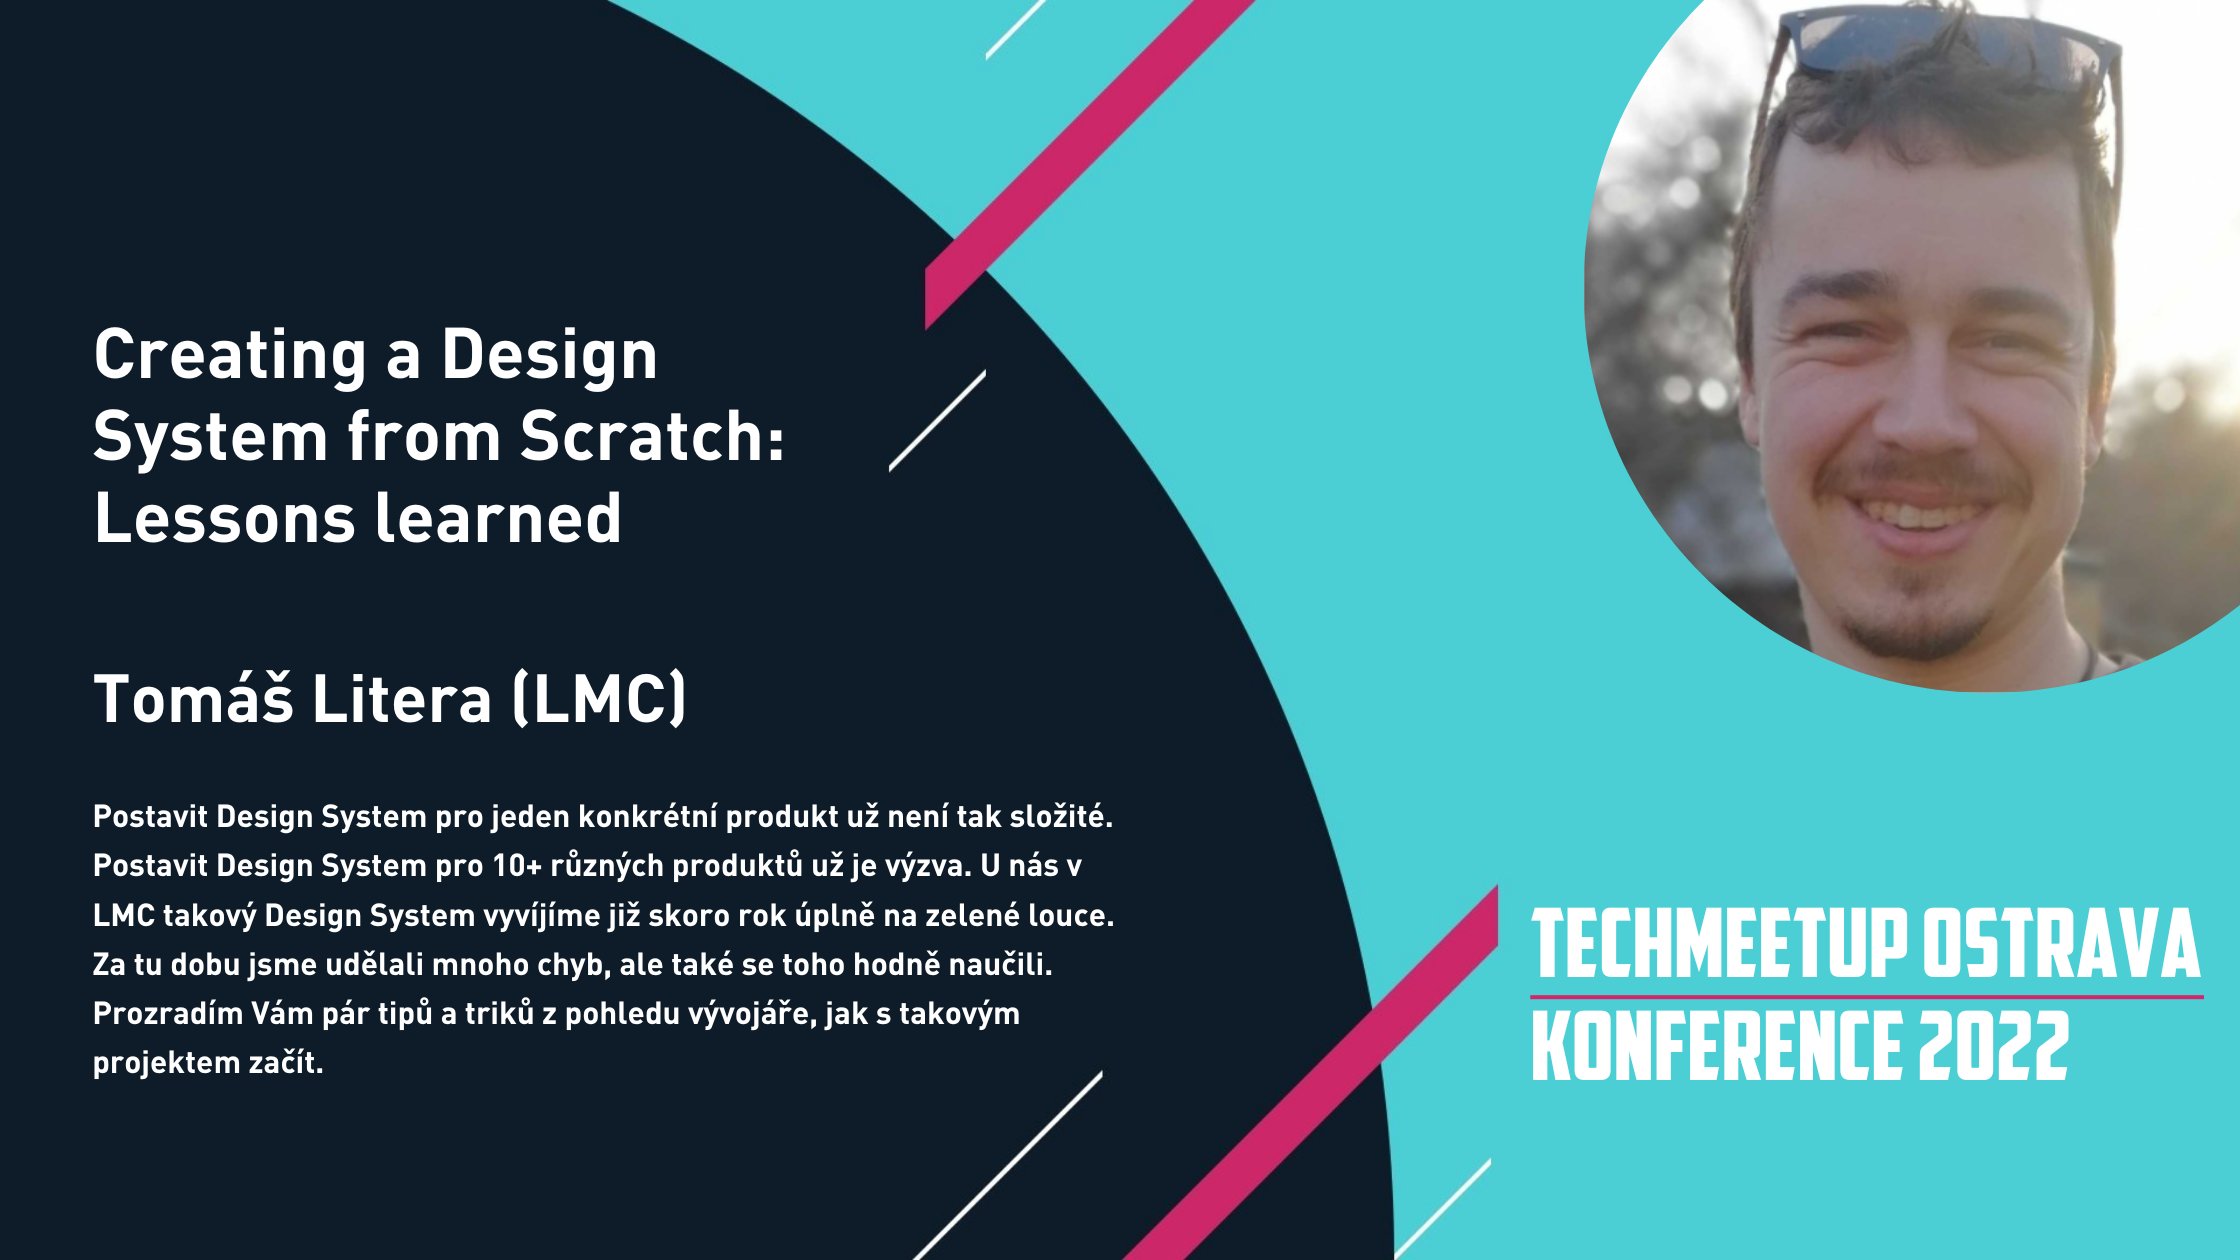 Creating a Design
System from Scratch:
Lessons learned
Tomáš Litera (LMC)
Postavit Design System pro jeden konkrétní produkt už není tak složité.
Postavit Design System pro 10+ různých produktů už je výzva. U nás v
LMC takový Design System vyvíjíme již skoro rok úplně na zelené louce.
Za tu dobu jsme udělali mnoho chyb, ale také se toho hodně naučili.
Prozradím Vám pár tipů a triků z pohledu vývojáře, jak s takovým
projektem začít.
TECHMEETUP OSTRAVA
KONFERENCE 2022